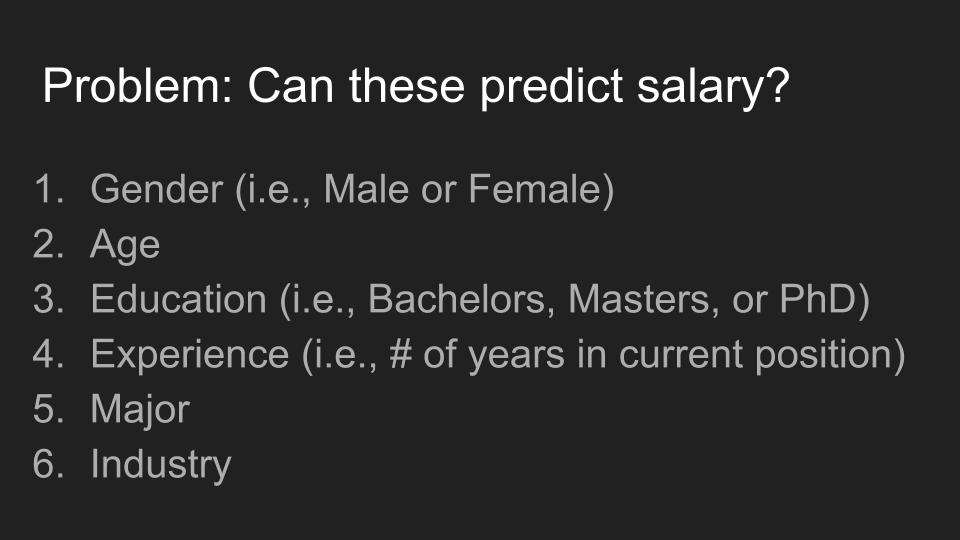 Problem: Can these predict salary?
1. Gender (i.e., Male or Female)
2. Age
3. Education (i.e., Bachelors, Masters, or PhD)
4. Experience (i.e., # of years in current position)
5. Major
6. Industry